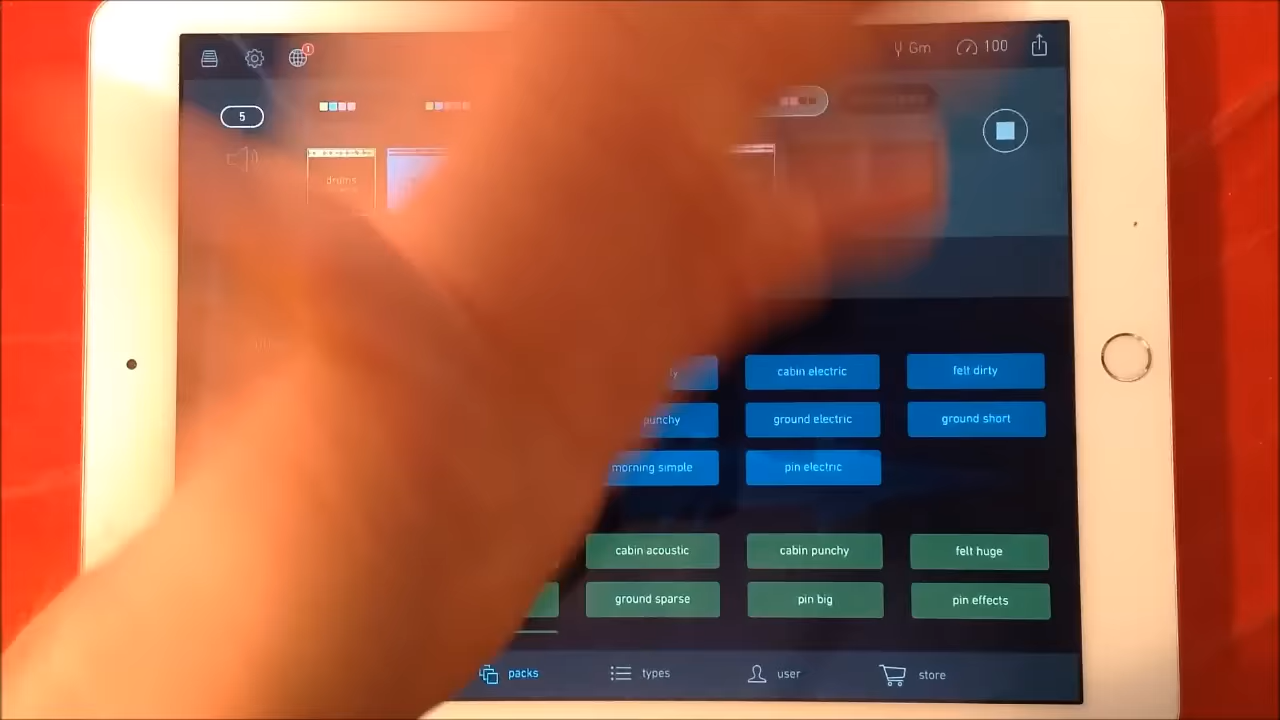 1
Gm
100
5
drums
cabin electric
felt dirty
punchy
ground electric
ground short
morning simple
pin electric
cabin acoustic
cabin punchy
felt huge
ground sparse
pin big
pin effects
packs
types
user
store